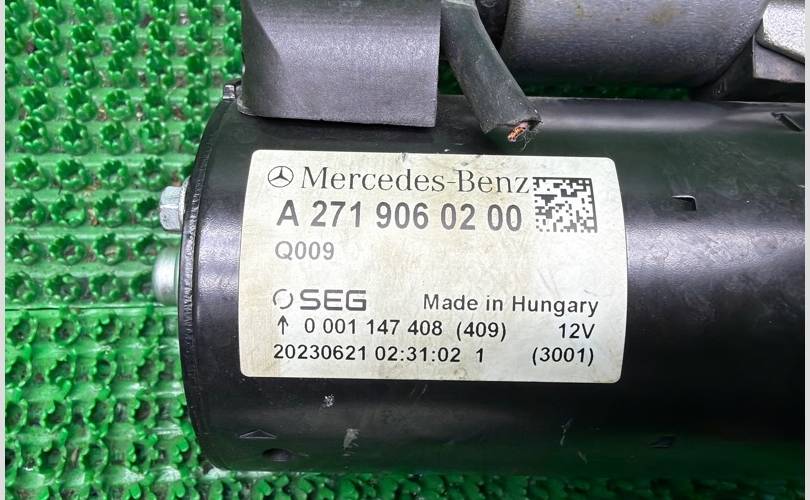 Mercedes-Benz
A 271 906 02 00
Q009
SEG Made in Hungary
↑ 0 001 147 408 (409) 12V
20230621 02:31:02 1 (3001)